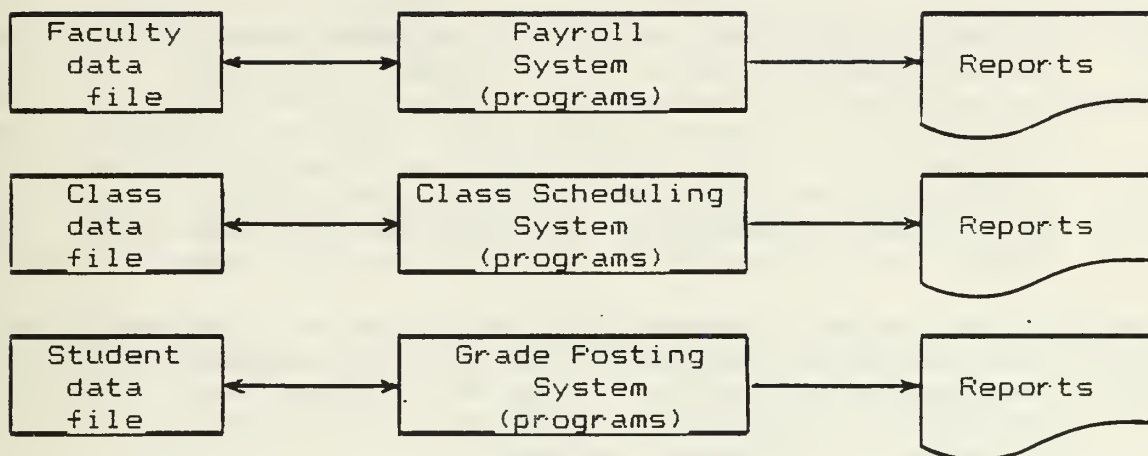 Faculty
data
file
Payroll
System
(programs)
Reports
Class
data
file
Class Scheduling
System
(programs)
Reports
Student
data
file
Grade Posting
System
(programs)
Reports